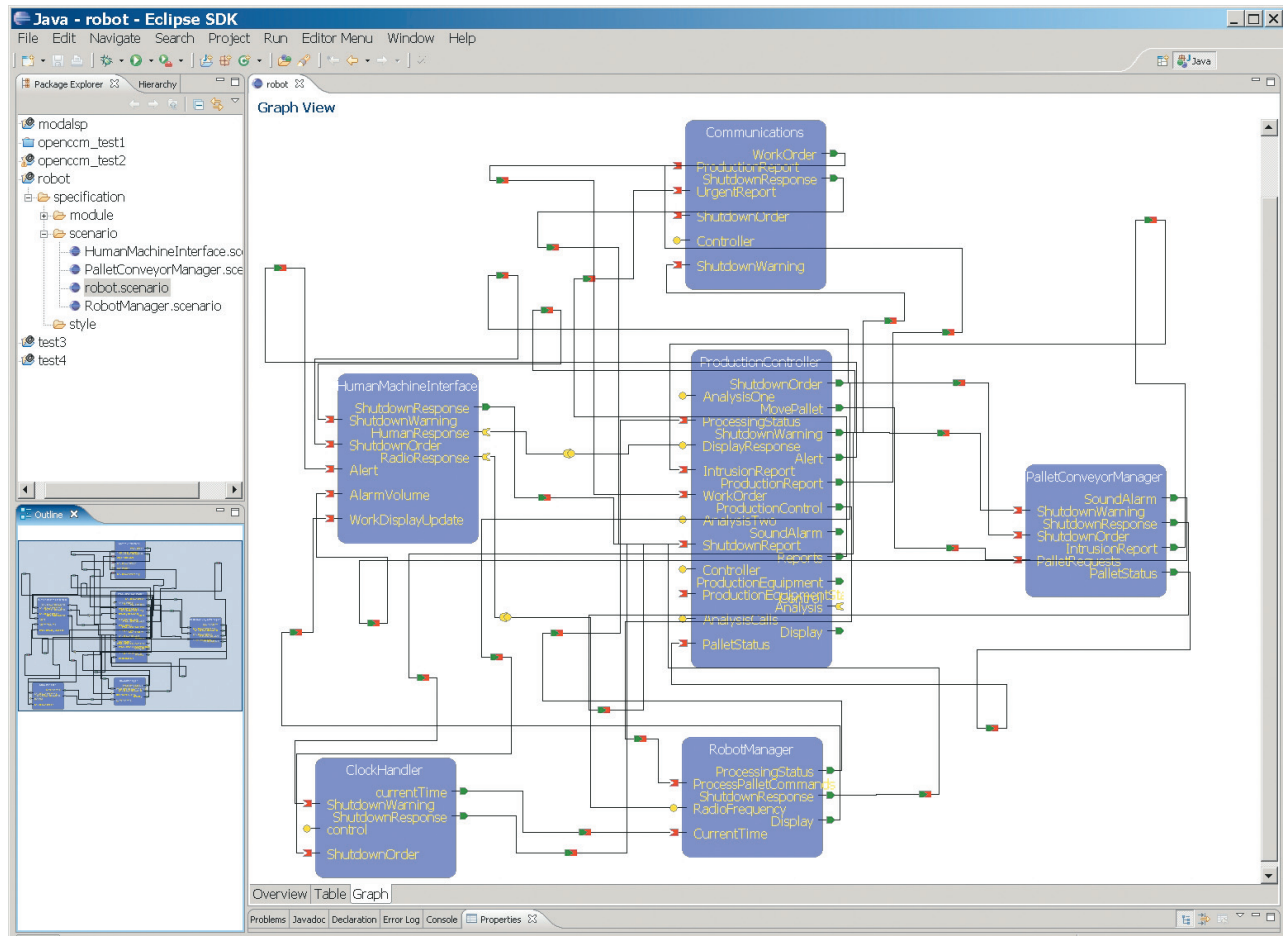 Java - robot - Eclipse SDK
File Edit Navigate Search Project Run Editor Menu Window Help
Java
Package Explorer
Hierarchy
modalsp
openccm_test1
openccm_test2
robot
specification
module
scenario
HumanMachineInterface.sc
PalletConveyorManager.sce
robot.scenario
RobotManager.scenario
style
test3
test4
Outline
robot
Graph View
Communications
WorkOrder
ProductionReport
ShutdownResponse
UrgentReport
ShutdownOrder
Controller
ShutdownWarning
HumanMachineInterface
ShutdownResponse
ShutdownWarning
HumanResponse
ShutdownOrder
RadioResponse
Alert
AlarmVolume
WorkDisplayUpdate
ProductionController
ShutdownOrder
AnalysisOne
MovePallet
ProcessingStatus
ShutdownWarning
DisplayResponse
Alert
IntrusionReport
ProductionReport
WorkOrder
ProductionControl
AnalysisTwo
SoundAlarm
ShutdownReport
Reports
Controller
ProductionEquipment
ProductionEquipmentSta
Control
Analysis
AnalysisCalls
Display
PalletStatus
PalletConveyorManager
SoundAlarm
ShutdownWarning
ShutdownResponse
ShutdownOrder
IntrusionReport
PalletRequests
PalletStatus
ClockHandler
currentTime
ShutdownWarning
ShutdownResponse
control
ShutdownOrder
RobotManager
ProcessingStatus
ProcessPalletCommands
ShutdownResponse
RadioFrequency
Display
CurrentTime
Overview Table Graph
Problems Javadoc Declaration Error Log Console Properties